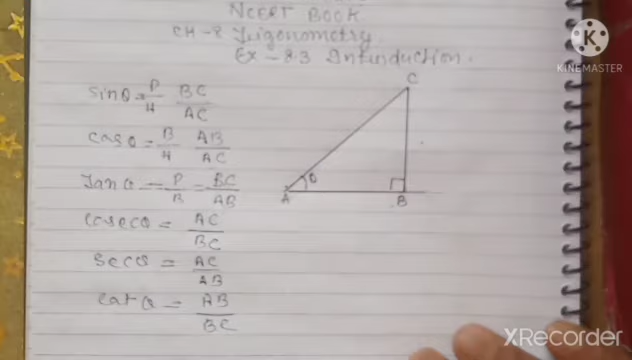 NCERT BOOK
CH-8 Trigonometry
Ex-8.3 Intruduction.
KINEMASTER
sinθ = P/H BC/AC
C
cosθ = B/H AB/AC
Tanθ = P/B = BC/AB
θ
A
B
cosecθ = AC/BC
secθ = AC/AB
cotθ = AB/BC
XRecorder